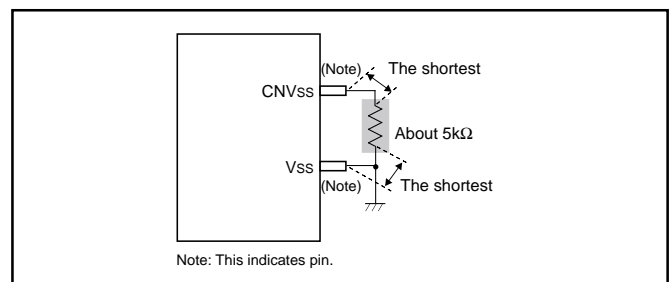 (Note)
The shortest
CNVss
About 5kΩ
Vss
(Note)
The shortest
Note: This indicates pin.